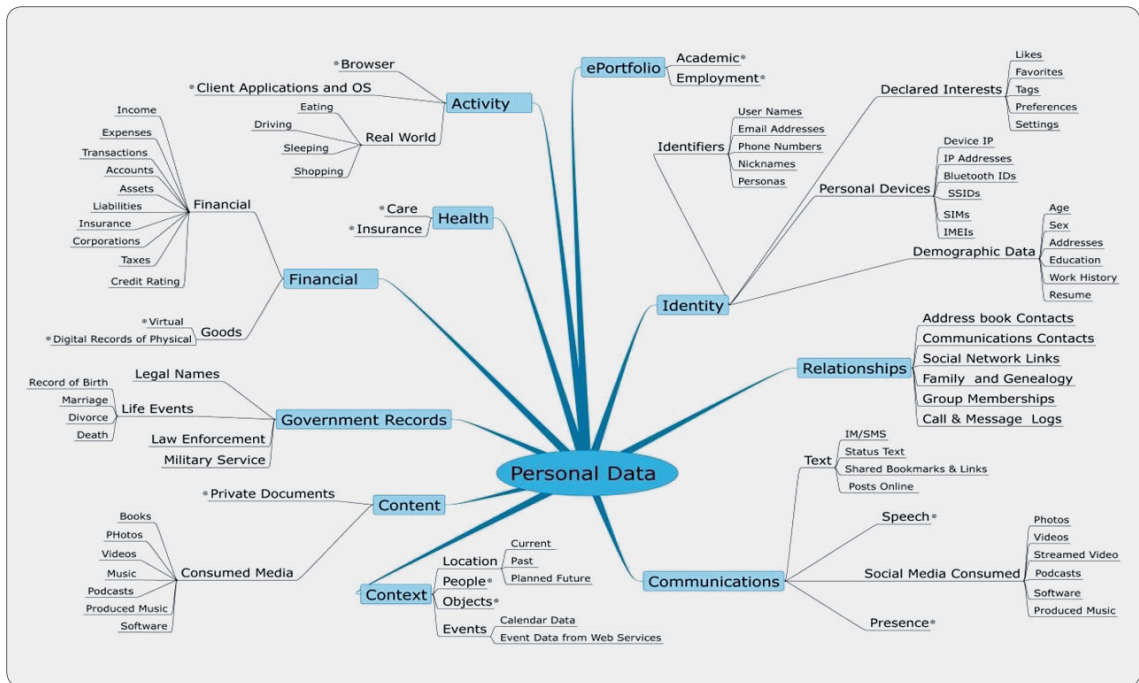 Personal Data
ePortfolio
Academic
Employment
Activity
Browser
Client Applications and OS
Real World
Eating
Driving
Sleeping
Shopping
Health
Care
Insurance
Financial
Financial
Income
Expenses
Transactions
Accounts
Assets
Liabilities
Insurance
Corporations
Taxes
Credit Rating
Goods
Virtual
Digital Records of Physical
Government Records
Legal Names
Life Events
Record of Birth
Marriage
Divorce
Death
Law Enforcement
Military Service
Content
Private Documents
Consumed Media
Books
PHotos
Videos
Music
Podcasts
Produced Music
Software
Context
Location
Current
Past
Planned Future
People
Objects
Events
Calendar Data
Event Data from Web Services
Identity
Identifiers
User Names
Email Addresses
Phone Numbers
Nicknames
Personas
Declared Interests
Likes
Favorites
Tags
Preferences
Settings
Personal Devices
Device IP
IP Addresses
Bluetooth IDs
SSIDs
SIMs
IMEIs
Demographic Data
Age
Sex
Addresses
Education
Work History
Resume
Relationships
Address book Contacts
Communications Contacts
Social Network Links
Family and Genealogy
Group Memberships
Call & Message Logs
Communications
Text
IM/SMS
Status Text
Shared Bookmarks & Links
Posts Online
Speech
Social Media Consumed
Photos
Videos
Streamed Video
Podcasts
Software
Produced Music
Presence